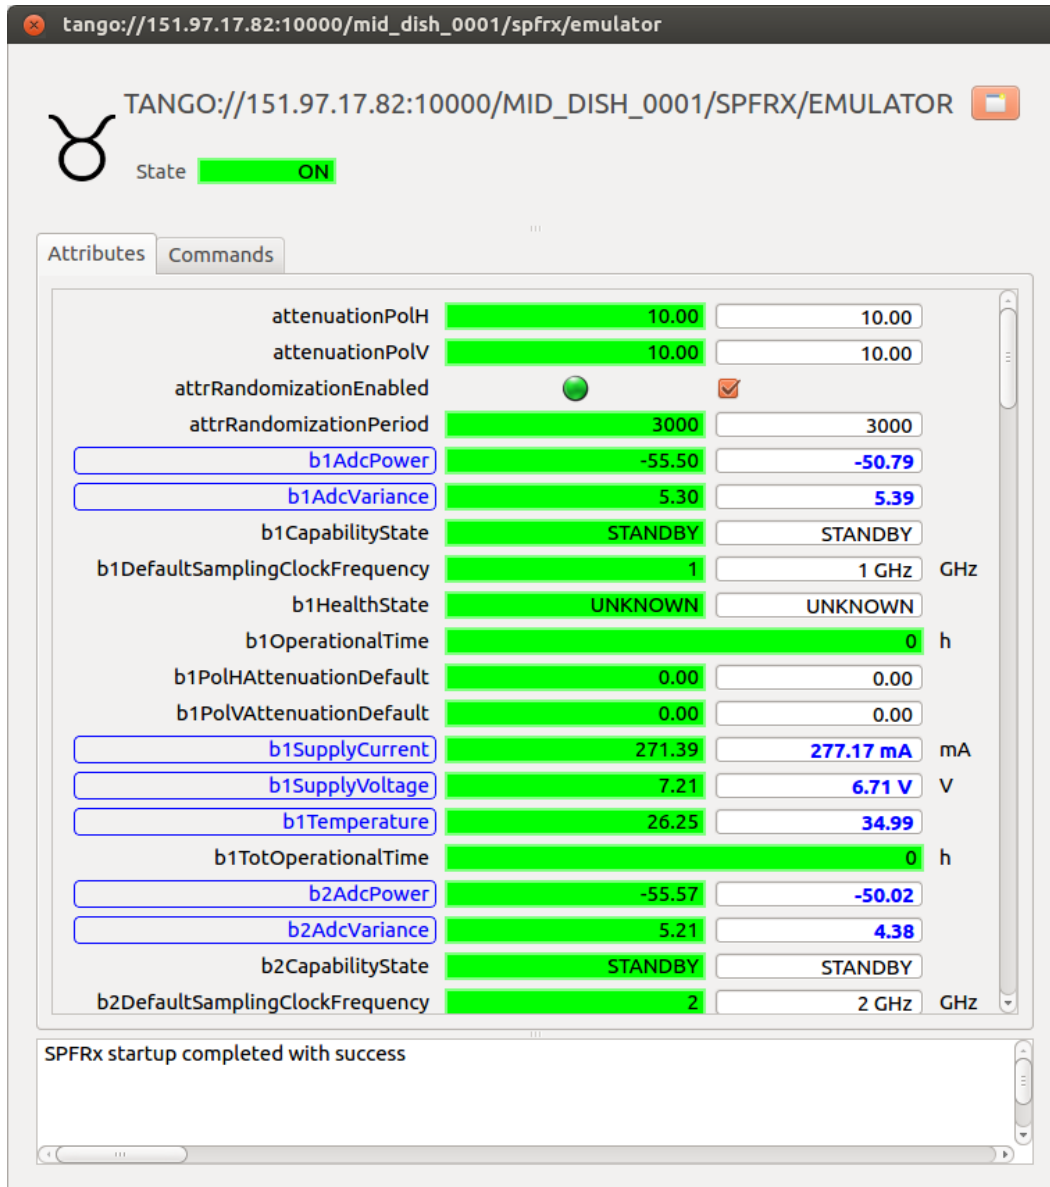 tango://151.97.17.82:10000/mid_dish_0001/spfrx/emulator
TANGO://151.97.17.82:10000/MID_DISH_0001/SPFRX/EMULATOR
State ON
Attributes Commands
attenuationPolH 10.00 10.00
attenuationPolV 10.00 10.00
attrRandomizationEnabled
attrRandomizationPeriod 3000 3000
b1AdcPower -55.50 -50.79
b1AdcVariance 5.30 5.39
b1CapabilityState STANDBY STANDBY
b1DefaultSamplingClockFrequency 1 1 GHz GHz
b1HealthState UNKNOWN UNKNOWN
b1OperationalTime 0 h
b1PolHAttenuationDefault 0.00 0.00
b1PolVAttenuationDefault 0.00 0.00
b1SupplyCurrent 271.39 277.17 mA mA
b1SupplyVoltage 7.21 6.71 V V
b1Temperature 26.25 34.99
b1TotOperationalTime 0 h
b2AdcPower -55.57 -50.02
b2AdcVariance 5.21 4.38
b2CapabilityState STANDBY STANDBY
b2DefaultSamplingClockFrequency 2 2 GHz GHz
SPFRx startup completed with success